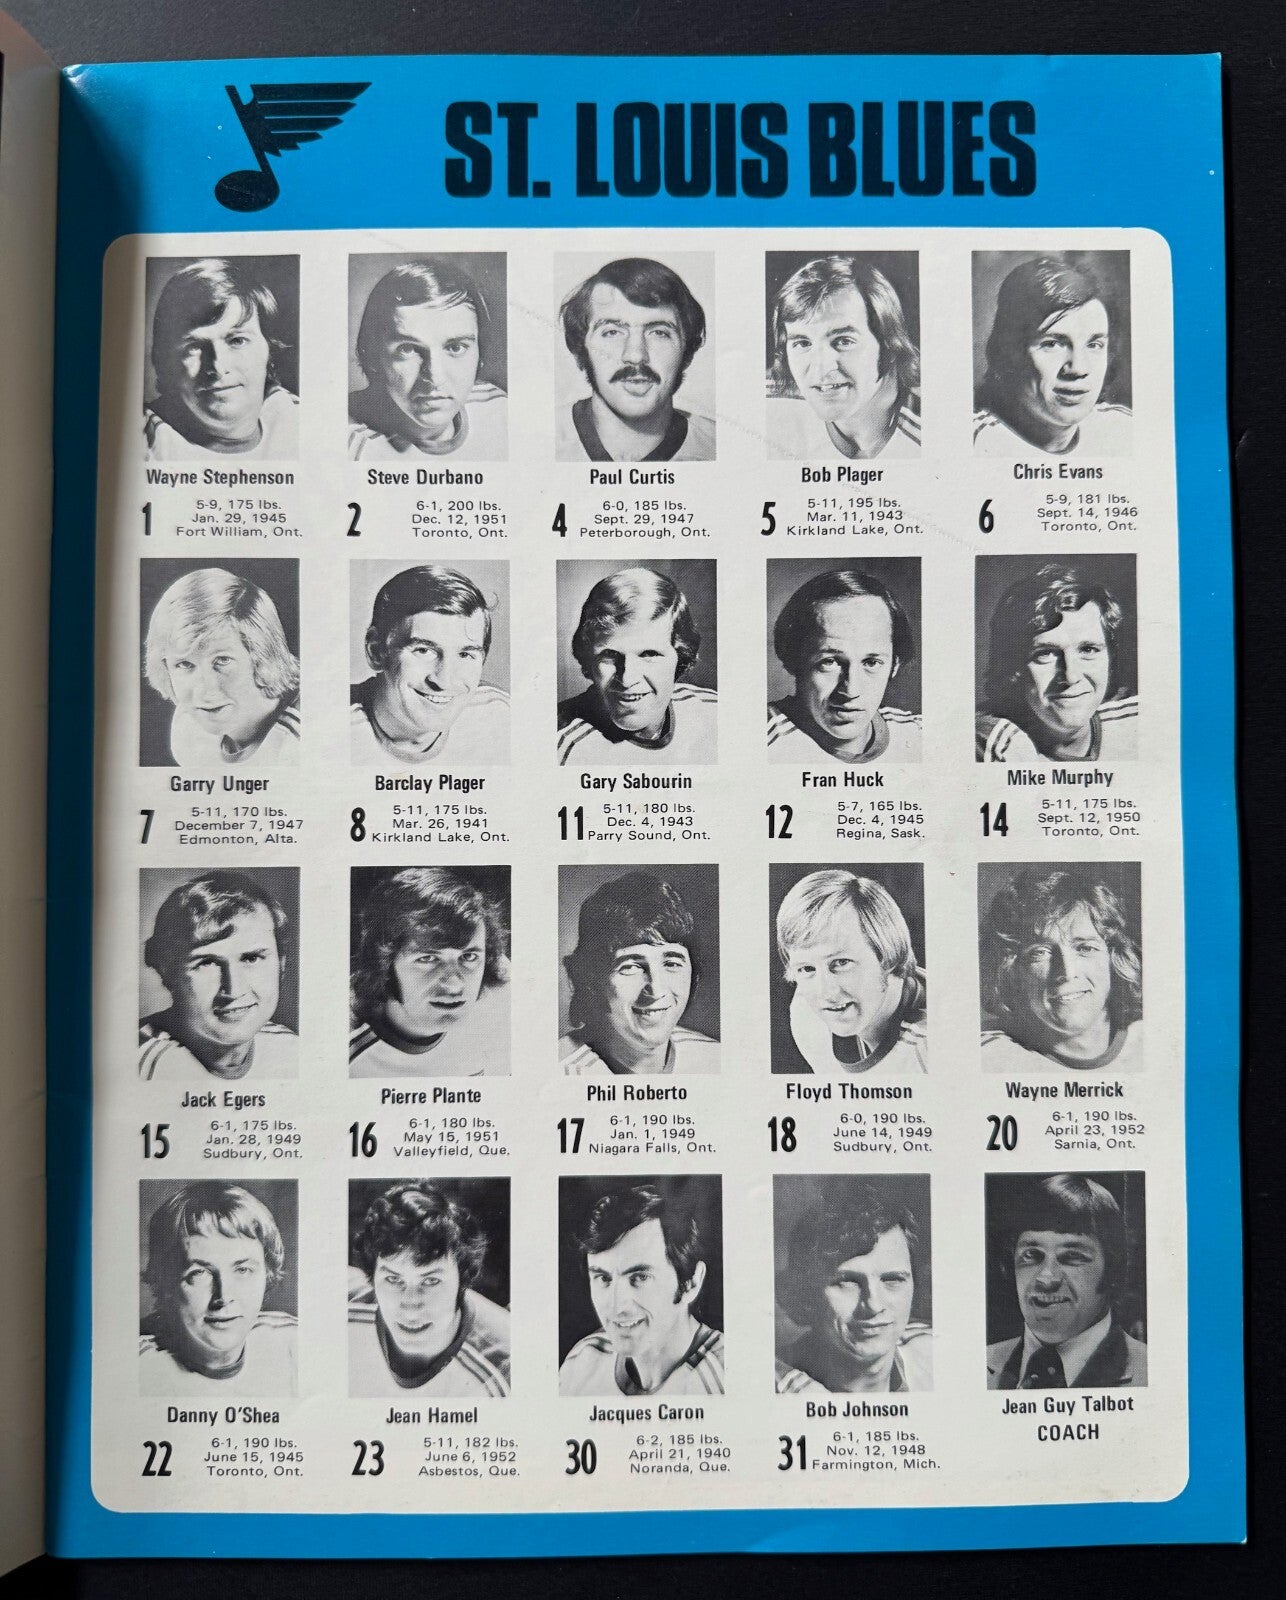 ST. LOUIS BLUES
Wayne Stephenson
1
5-9, 175 lbs.
Jan. 29, 1945
Fort William, Ont.
Steve Durbano
2
6-1, 200 lbs.
Dec. 12, 1951
Toronto, Ont.
Paul Curtis
4
6-0, 185 lbs.
Sept. 29, 1947
Peterborough, Ont.
Bob Plager
5
5-11, 195 lbs.
Mar. 11, 1943
Kirkland Lake, Ont.
Chris Evans
6
5-9, 181 lbs.
Sept. 14, 1946
Toronto, Ont.
Garry Unger
7
5-11, 170 lbs.
December 7, 1947
Edmonton, Alta.
Barclay Plager
8
5-11, 175 lbs.
Mar. 26, 1941
Kirkland Lake, Ont.
Gary Sabourin
11
5-11, 180 lbs.
Dec. 4, 1943
Parry Sound, Ont.
Fran Huck
12
5-7, 165 lbs.
Dec. 4, 1945
Regina, Sask.
Mike Murphy
14
5-11, 175 lbs.
Sept. 12, 1950
Toronto, Ont.
Jack Egers
15
6-1, 175 lbs.
Jan. 28, 1949
Sudbury, Ont.
Pierre Plante
16
6-1, 180 lbs.
May 15, 1951
Valleyfield, Que.
Phil Roberto
17
6-1, 190 lbs.
Jan. 1, 1949
Niagara Falls, Ont.
Floyd Thomson
18
6-0, 190 lbs.
June 14, 1949
Sudbury, Ont.
Wayne Merrick
20
6-1, 190 lbs.
April 23, 1952
Sarnia, Ont.
Danny O'Shea
22
6-1, 190 lbs.
June 15, 1945
Toronto, Ont.
Jean Hamel
23
5-11, 182 lbs.
June 6, 1952
Asbestos, Que.
Jacques Caron
30
6-2, 185 lbs.
April 21, 1940
Noranda, Que.
Bob Johnson
31
6-1, 185 lbs.
Nov. 12, 1948
Farmington, Mich.
Jean Guy Talbot
COACH